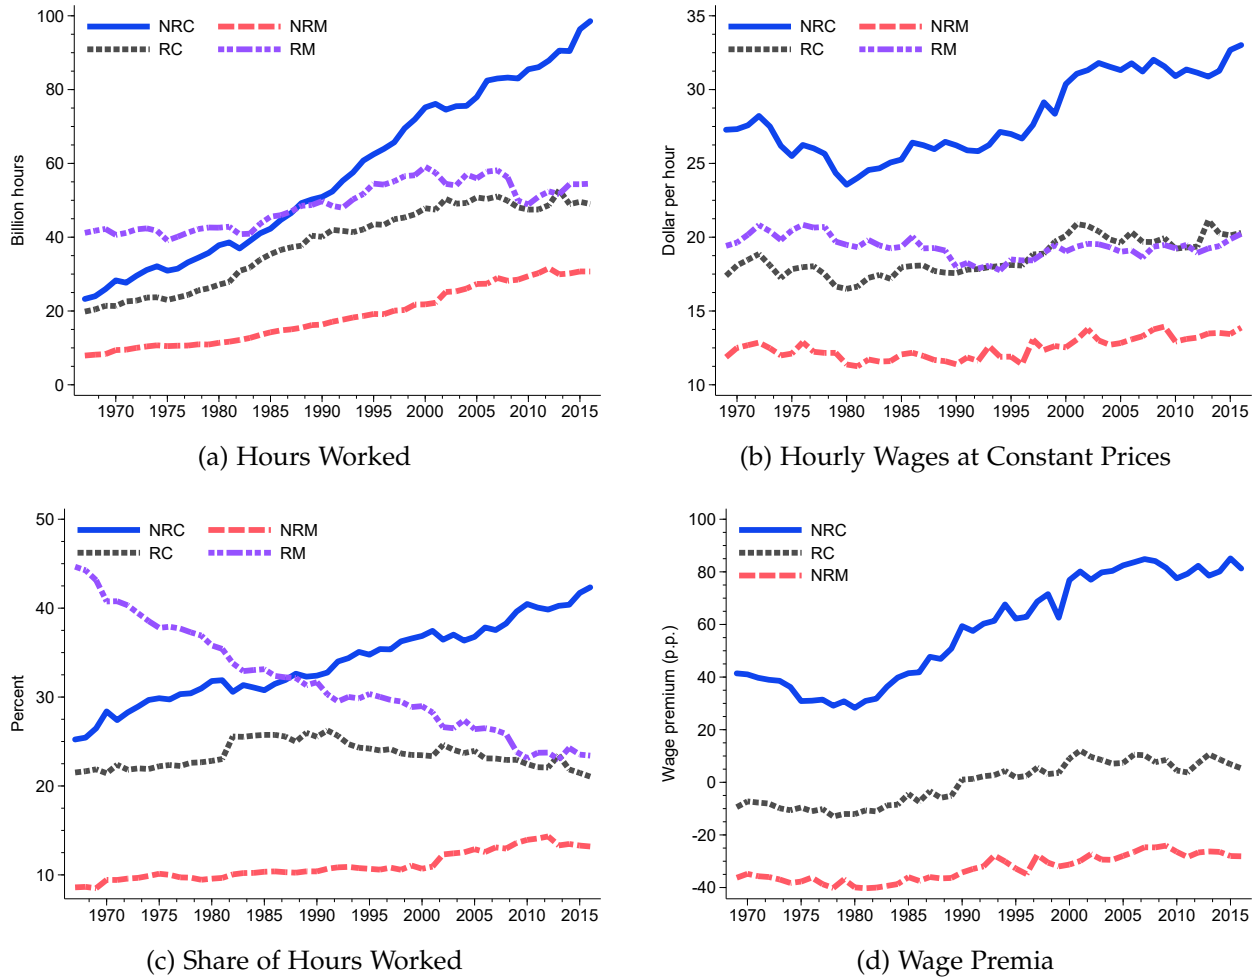 100
80
60
40
20
0
Billion hours
NRC
NRM
RC
RM
1970 1975 1980 1985 1990 1995 2000 2005 2010 2015
(a) Hours Worked
35
30
25
20
15
10
Dollar per hour
NRC
NRM
RC
RM
1970 1975 1980 1985 1990 1995 2000 2005 2010 2015
(b) Hourly Wages at Constant Prices
50
40
30
20
10
Percent
NRC
NRM
RC
RM
1970 1975 1980 1985 1990 1995 2000 2005 2010 2015
(c) Share of Hours Worked
100
80
60
40
20
0
-20
-40
Wage premium (p.p.)
NRC
RC
NRM
1970 1975 1980 1985 1990 1995 2000 2005 2010 2015
(d) Wage Premia